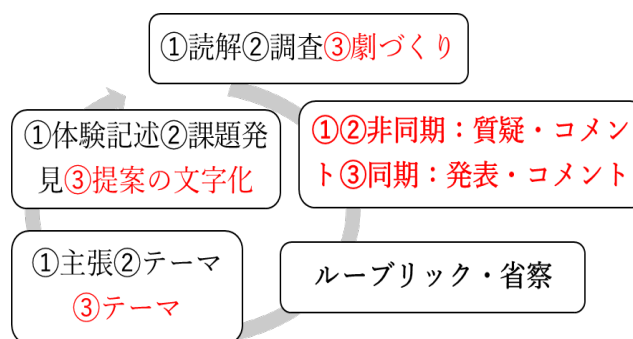 ①読解②調査③劇づくり
①体験記述②課題発
見③提案の文字化
①②非同期：質疑・コメン
ト③同期：発表・コメント
①主張②テーマ
③テーマ
ルーブリック・省察